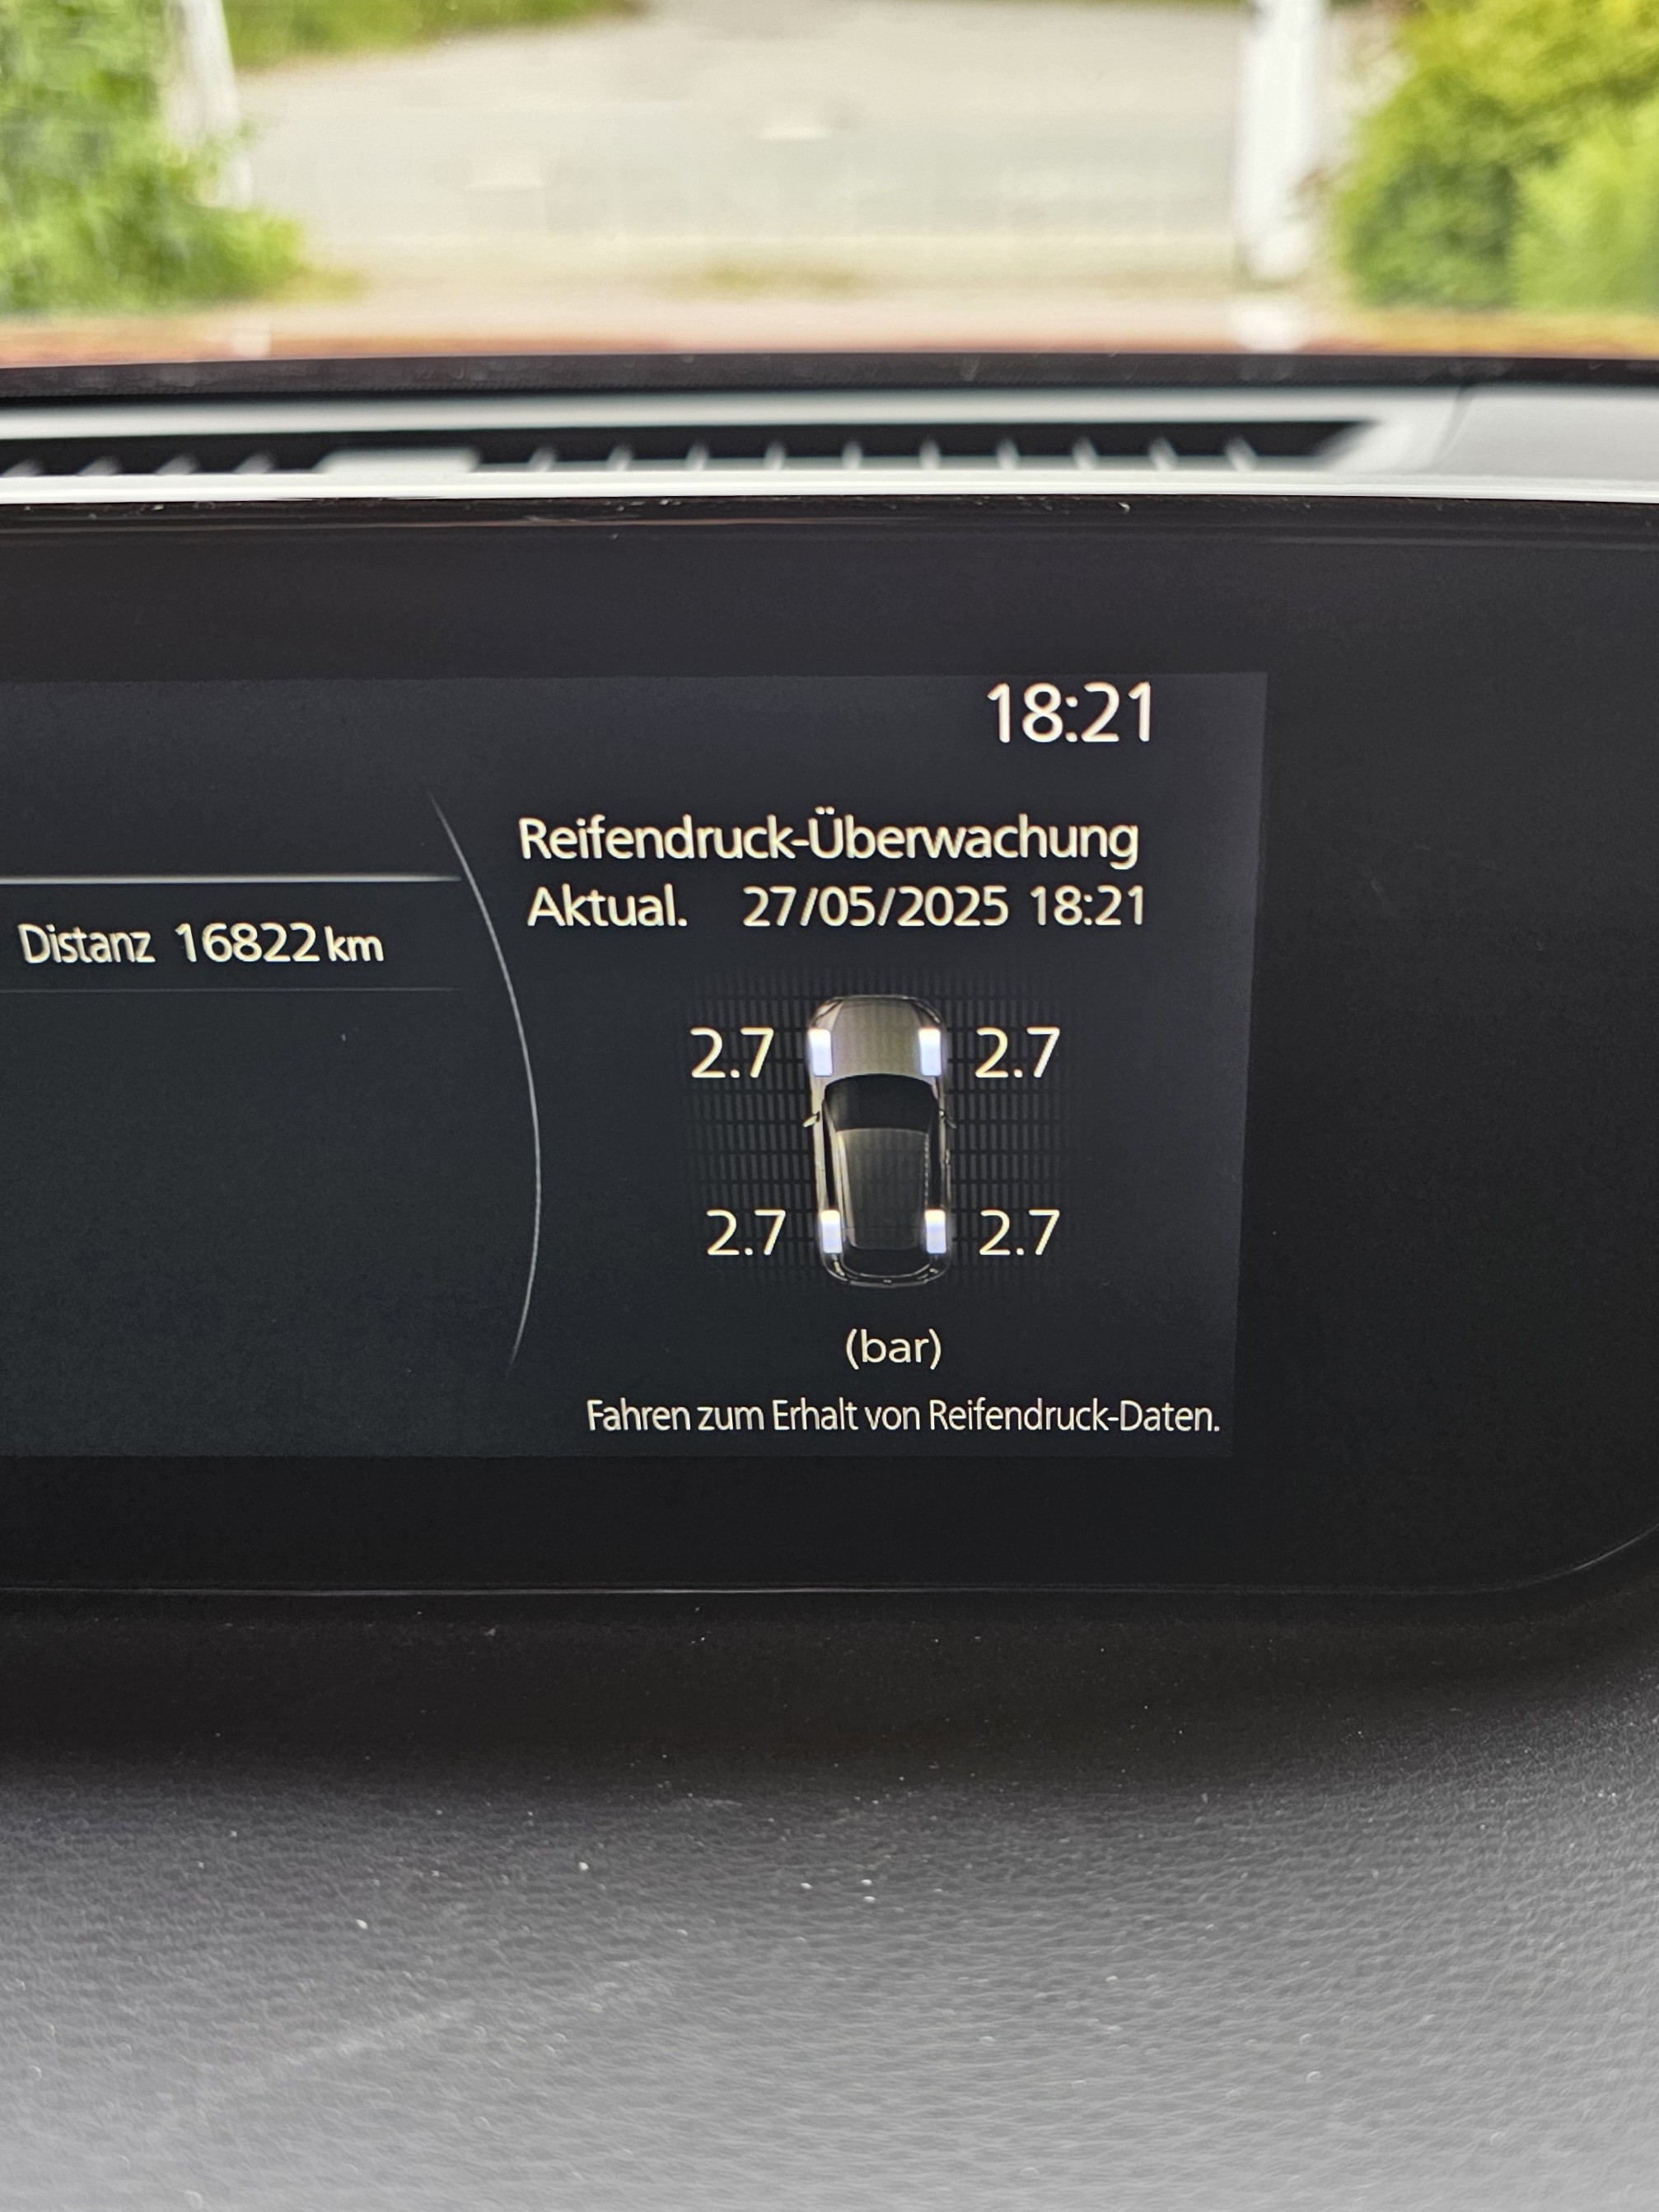 18:21
Reifendruck-Überwachung
Aktual. 27/05/2025 18:21
Distanz 16822 km
2.7 2.7
2.7 2.7
(bar)
Fahren zum Erhalt von Reifendruck-Daten.